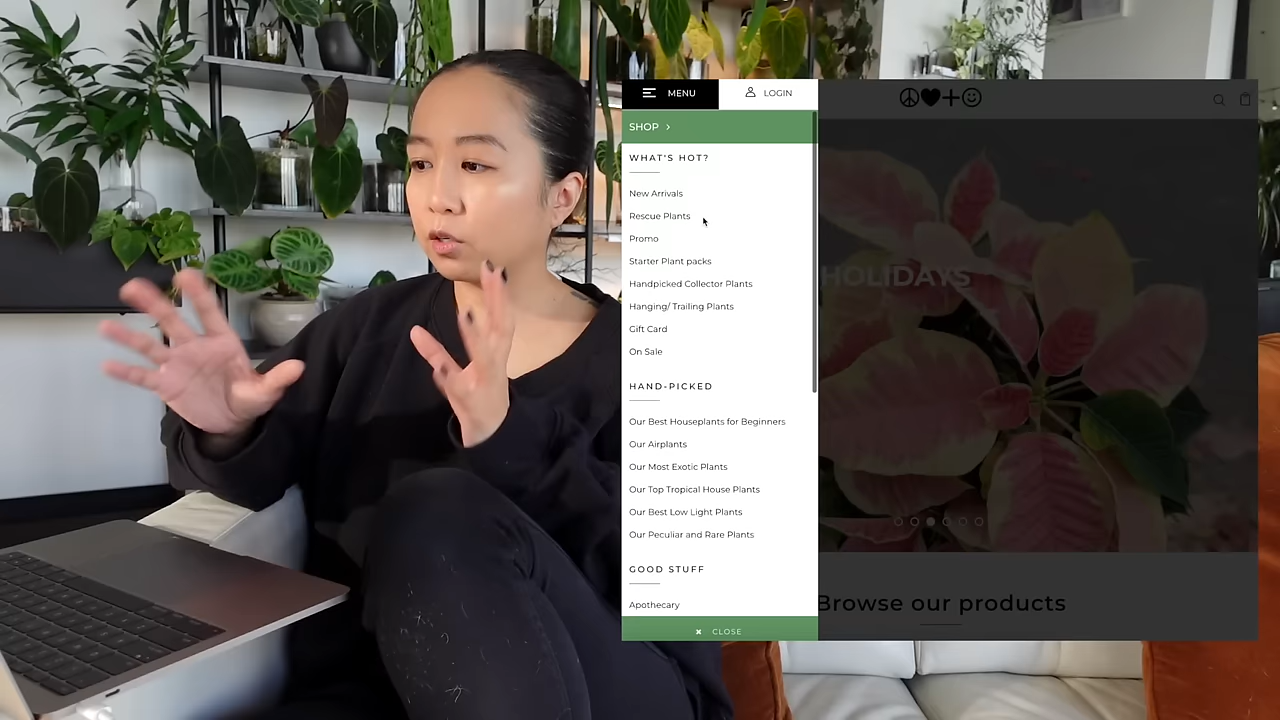 MENU
LOGIN
SHOP
WHAT'S HOT?
New Arrivals
Rescue Plants
Promo
Starter Plant packs
Handpicked Collector Plants
Hanging/ Trailing Plants
Gift Card
On Sale
HAND-PICKED
Our Best Houseplants for Beginners
Our Airplants
Our Most Exotic Plants
Our Top Tropical House Plants
Our Best Low Light Plants
Our Peculiar and Rare Plants
GOOD STUFF
Apothecary
CLOSE
HOLIDAYS
Browse our products